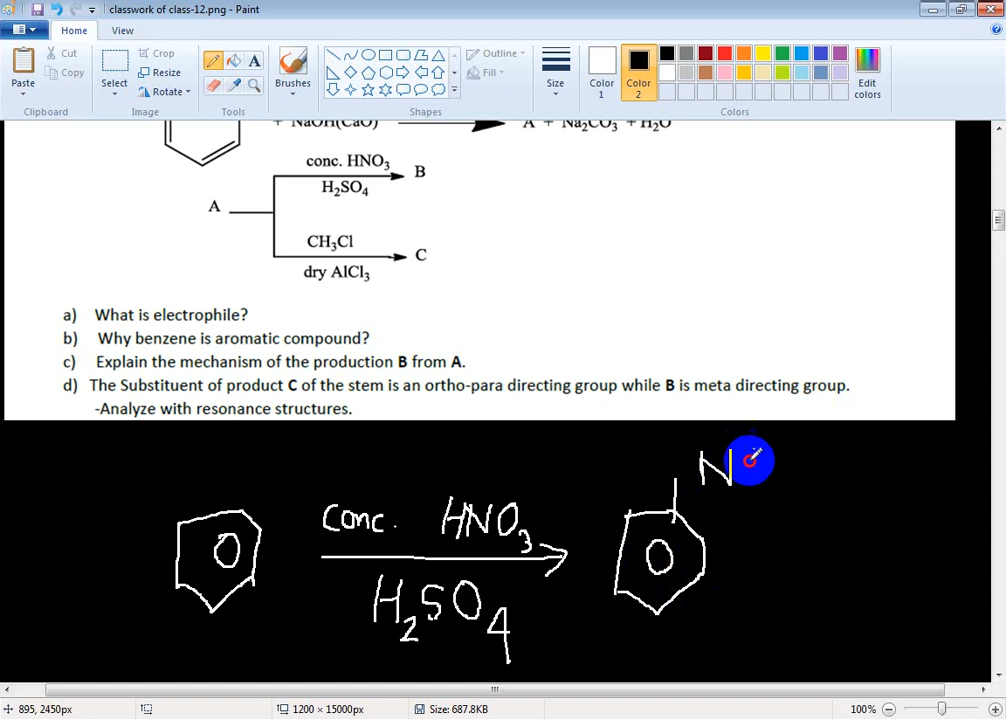 classwork of class-12.png - Paint
Home View
Paste
Cut
Copy
Clipboard
Select
Crop
Resize
Rotate
Image
A
Tools
Brushes
Shapes
Outline
Fill
Size
Color 1
Color 2
Edit colors
Colors
+ NaOH(CaO) A + Na₂CO₃ + H₂O
conc. HNO₃
B
H₂SO₄
A
CH₃Cl
C
dry AlCl₃
a) What is electrophile?
b) Why benzene is aromatic compound?
c) Explain the mechanism of the production B from A.
d) The Substituent of product C of the stem is an ortho-para directing group while B is meta directing group.
-Analyze with resonance structures.
N
Conc. HNO₃
H₂SO₄
895, 2450px
1200 × 15000px
Size: 687.8KB
100%